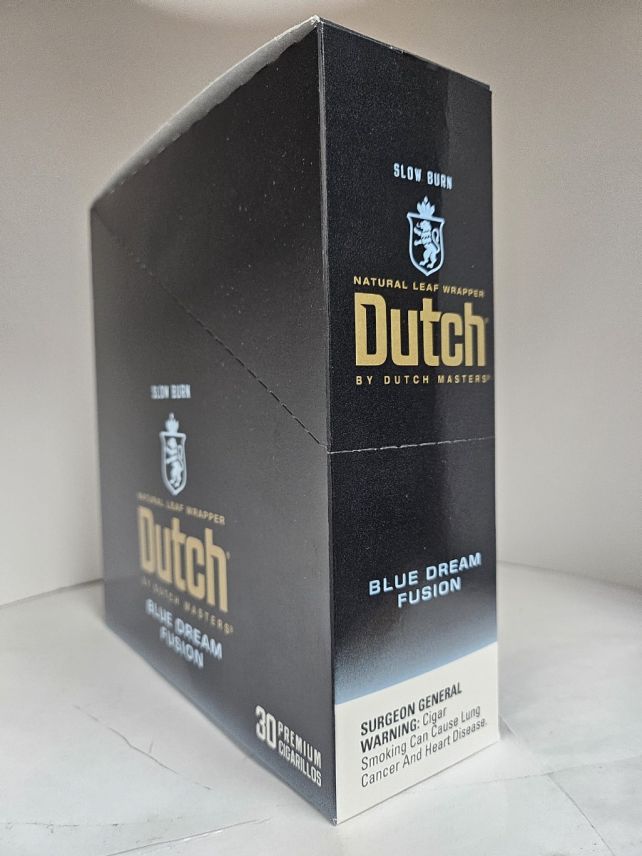 SLOW BURN
NATURAL LEAF WRAPPER
Dutch
BY DUTCH MASTERS®
BLUE DREAM
FUSION
SURGEON GENERAL
WARNING: Cigar
Smoking Can Cause Lung
Cancer And Heart Disease.
SLOW BURN
NATURAL LEAF WRAPPER
Dutch®
BY DUTCH MASTERS®
BLUE DREAM
FUSION
30 PREMIUM
CIGARILLOS